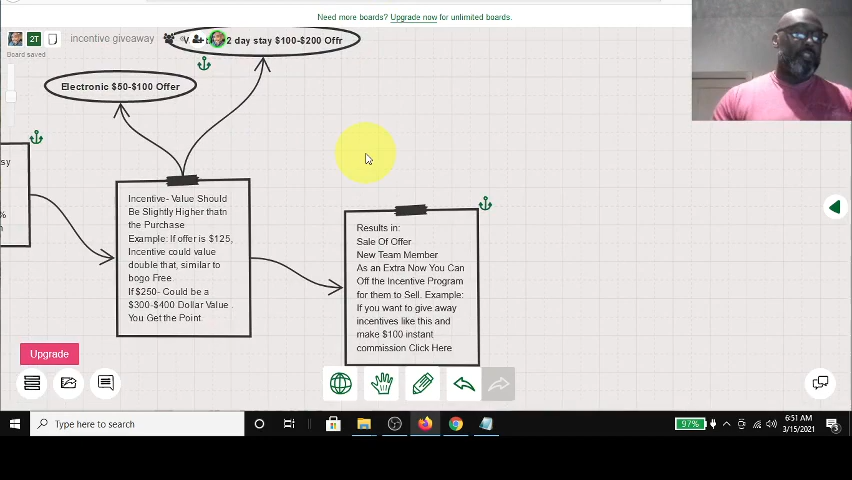 Need more boards? Upgrade now for unlimited boards.
2T
incentive giveaway
2 day stay $100-$200 Offr
Board saved
Electronic $50-$100 Offer
sy
%
n
Incentive- Value Should
Be Slightly Higher thatn
the Purchase
Example: If offer is $125,
Incentive could value
double that, similar to
bogo Free.
If $250- Could be a
$300-$400 Dollar Value .
You Get the Point.
Results in:
Sale Of Offer
New Team Member
As an Extra Now You Can
Off the Incentive Program
for them to Sell. Example:
If you want to give away
incentives like this and
make $100 instant
commission Click Here
Upgrade
Type here to search
97%
6:51 AM
3/15/2021
3